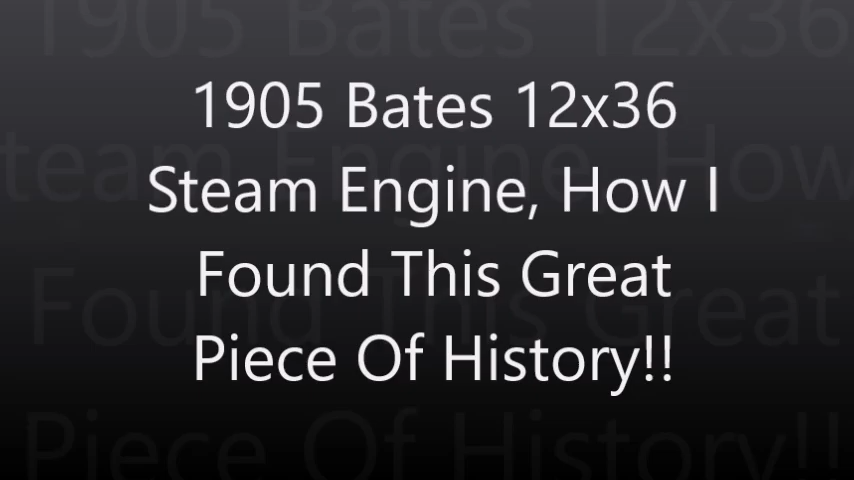 1905 Bates 12x36
Steam Engine, How I
Found This Great
Piece Of History!!